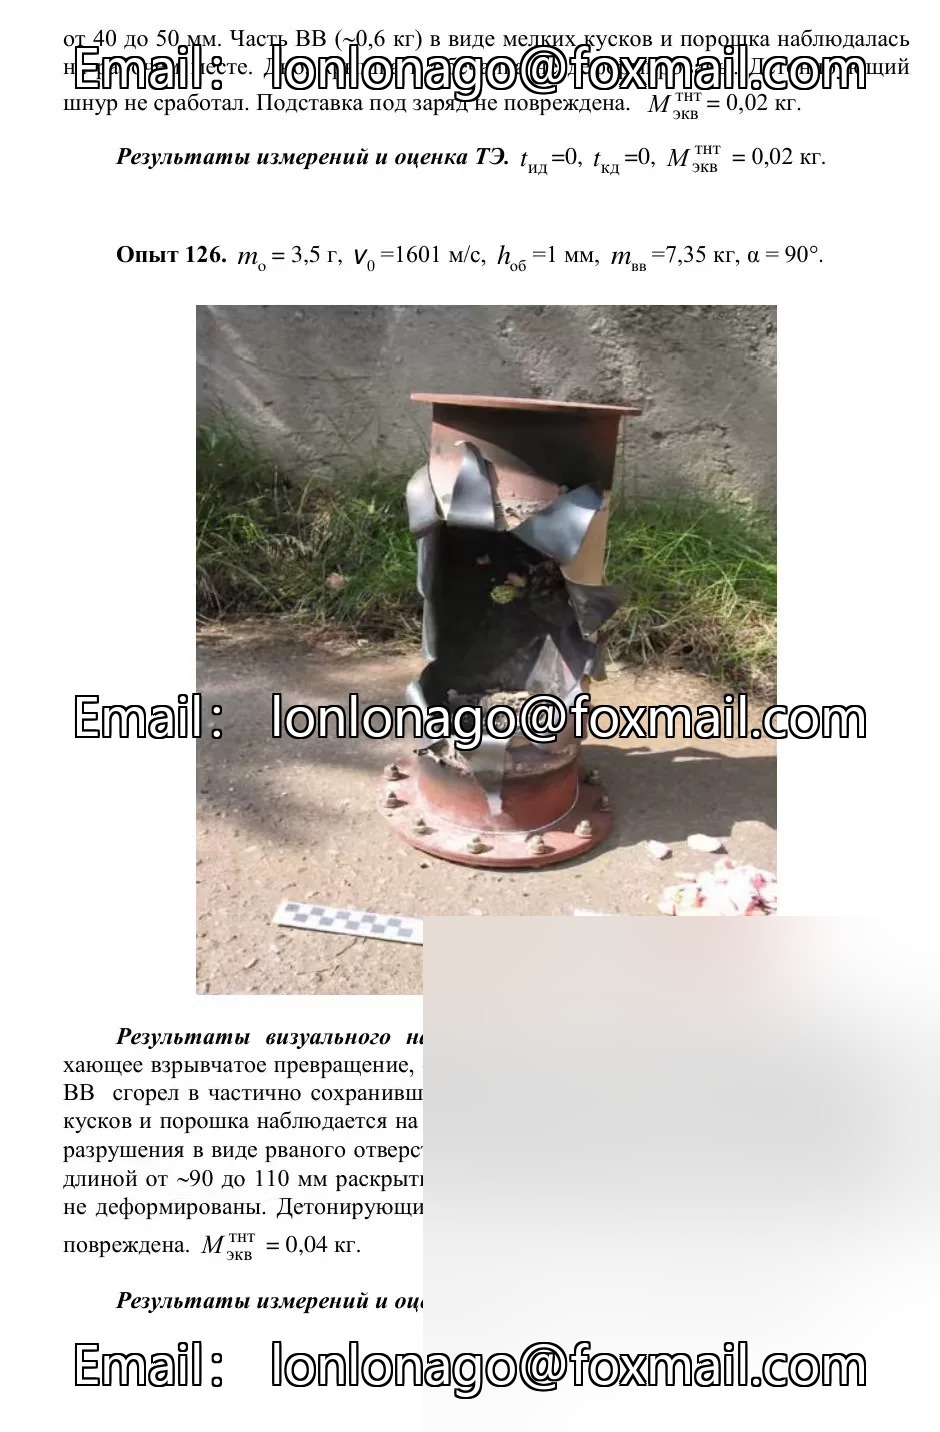 от 40 до 50 мм. Часть ВВ (~0,6 кг) в виде мелких кусков и порошка наблюдалась
Email： lonlonago@foxmail.com
шнур не сработал. Подставка под заряд не повреждена. M ТНТ ЭКВ = 0,02 кг.
Результаты измерений и оценка ТЭ. tид =0, tкд =0, M ТНТ ЭКВ = 0,02 кг.
Опыт 126. mо = 3,5 г, v0 =1601 м/с, hоб =1 мм, mвв =7,35 кг, α = 90°.
Email： lonlonago@foxmail.com
Результаты визуального
хающее взрывчатое превращение,
ВВ сгорел в частично
кусков и порошка наблюдается на
разрушения в виде рваного
длиной от ~90 до 110 мм
не деформированы.
повреждена. M ТНТ ЭКВ = 0,04 кг.
Результаты измерений и
Email： lonlonago@foxmail.com